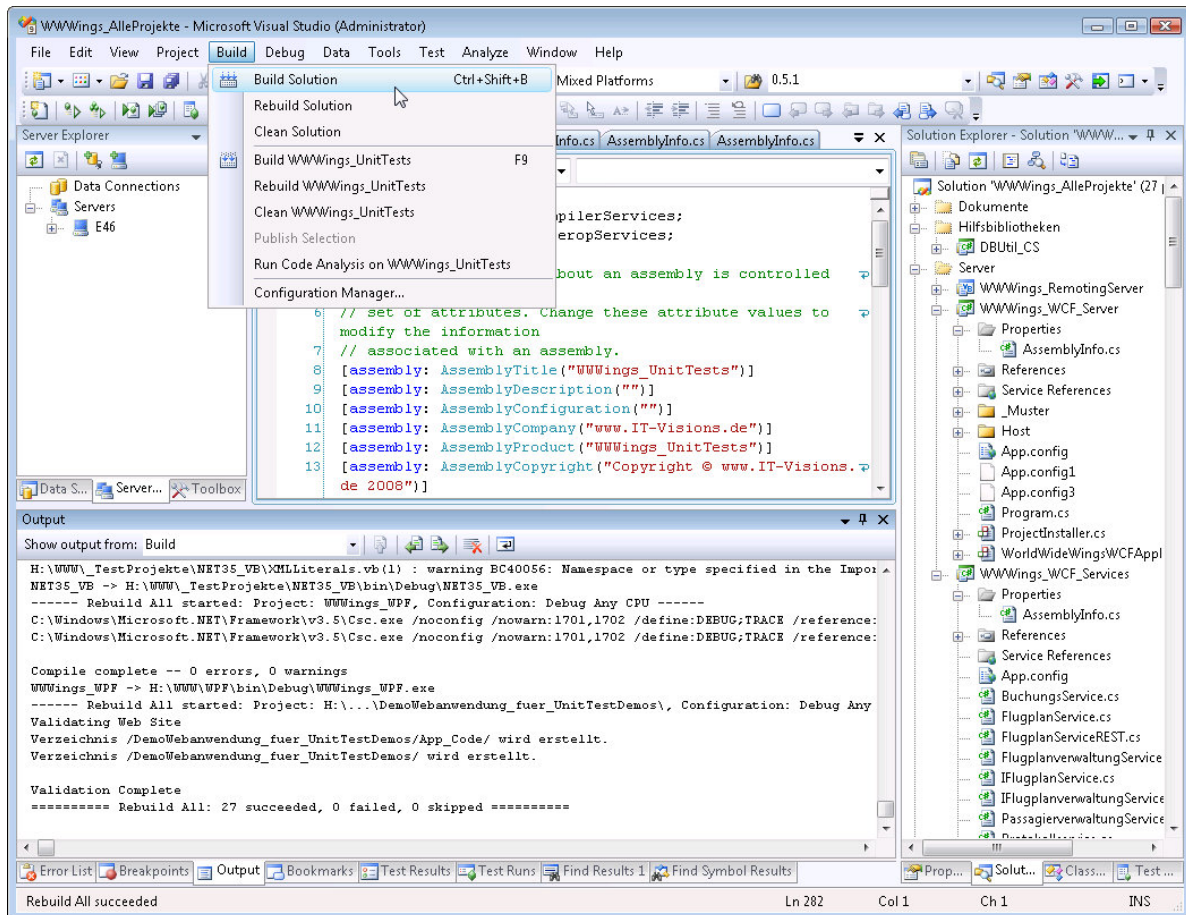 WWWings_AlleProjekte - Microsoft Visual Studio (Administrator)
File Edit View Project Build Debug Data Tools Test Analyze Window Help
Mixed Platforms 0.5.1
Build Solution Ctrl+Shift+B
Rebuild Solution
Clean Solution
Build WWWings_UnitTests F9
Rebuild WWWings_UnitTests
Clean WWWings_UnitTests
Publish Selection
Run Code Analysis on WWWings_UnitTests
Configuration Manager...
Server Explorer
Data Connections
Servers
E46
Data S... Server... Toolbox
Info.cs AssemblyInfo.cs AssemblyInfo.cs
pilerServices;
eropServices;
bout an assembly is controlled
6 // set of attributes. Change these attribute values to
modify the information
7 // associated with an assembly.
8 [assembly: AssemblyTitle("WWWings_UnitTests")]
9 [assembly: AssemblyDescription("")]
10 [assembly: AssemblyConfiguration("")]
11 [assembly: AssemblyCompany("www.IT-Visions.de")]
12 [assembly: AssemblyProduct("WWWings_UnitTests")]
13 [assembly: AssemblyCopyright("Copyright © www.IT-Visions.
de 2008")]
Solution Explorer - Solution 'WWW...
Solution 'WWWings_AlleProjekte' (27
Dokumente
Hilfsbibliotheken
DBUtil_CS
Server
WWWings_RemotingServer
WWWings_WCF_Server
Properties
AssemblyInfo.cs
References
Service References
_Muster
Host
App.config
App.config1
App.config3
Program.cs
ProjectInstaller.cs
WorldWideWingsWCFAppl
WWWings_WCF_Services
Properties
AssemblyInfo.cs
References
Service References
App.config
BuchungsService.cs
FlugplanService.cs
FlugplanServiceREST.cs
FlugplanverwaltungService
IFlugplanService.cs
IFlugplanverwaltungService
PassagierverwaltungService
Prop... Solut... Class... Test ...
Output
Show output from: Build
H:\WWW\_TestProjekte\NET35_VB\XMLLiterals.vb(1) : warning BC40056: Namespace or type specified in the Impor
NET35_VB -> H:\WWW\_TestProjekte\NET35_VB\bin\Debug\NET35_VB.exe
------ Rebuild All started: Project: WWWings_WPF, Configuration: Debug Any CPU ------
C:\Windows\Microsoft.NET\Framework\v3.5\Csc.exe /noconfig /nowarn:1701,1702 /define:DEBUG;TRACE /reference:
C:\Windows\Microsoft.NET\Framework\v3.5\Csc.exe /noconfig /nowarn:1701,1702 /define:DEBUG;TRACE /reference:
Compile complete -- 0 errors, 0 warnings
WWWings_WPF -> H:\WWW\WPF\bin\Debug\WWWings_WPF.exe
------ Rebuild All started: Project: H:\...\DemoWebanwendung_fuer_UnitTestDemos\, Configuration: Debug Any
Validating Web Site
Verzeichnis /DemoWebanwendung_fuer_UnitTestDemos/App_Code/ wird erstellt.
Verzeichnis /DemoWebanwendung_fuer_UnitTestDemos/ wird erstellt.
Validation Complete
========== Rebuild All: 27 succeeded, 0 failed, 0 skipped ==========
Error List Breakpoints Output Bookmarks Test Results Test Runs Find Results 1 Find Symbol Results
Rebuild All succeeded Ln 282 Col 1 Ch 1 INS